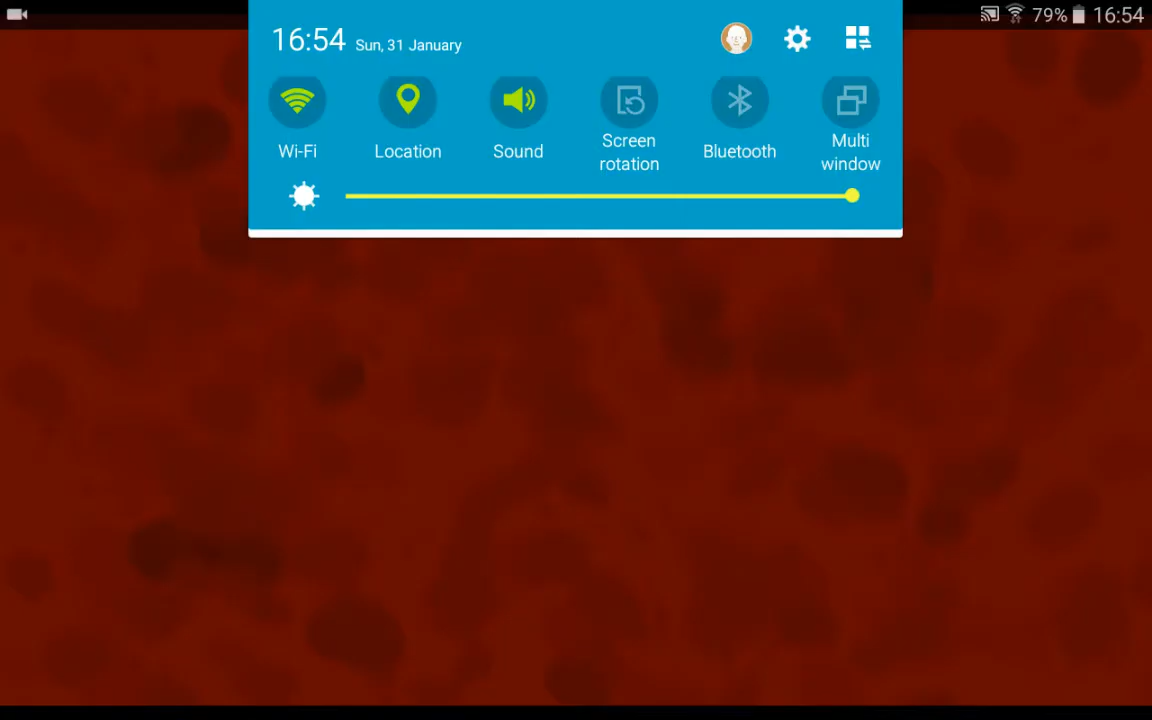 79% 16:54
16:54 Sun, 31 January
Wi-Fi Location Sound Screen rotation Bluetooth Multi window